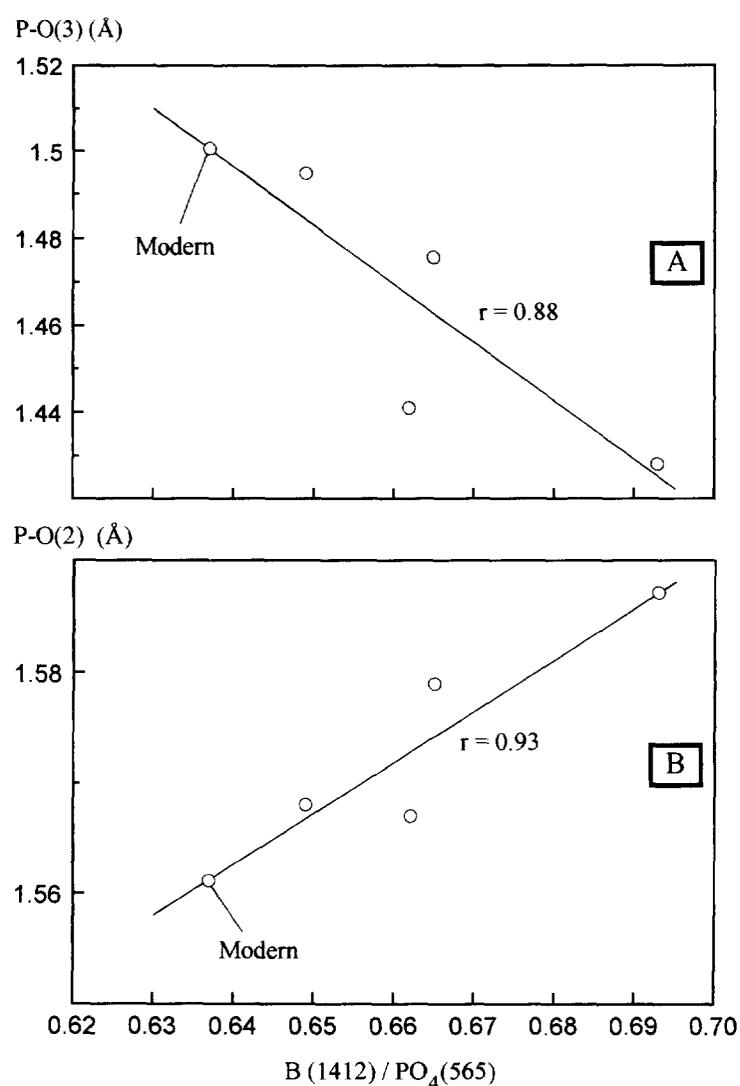 P-O(3) (Å)
1.52
1.5
1.48
1.46
1.44
Modern
r = 0.88
A
P-O(2) (Å)
1.58
1.56
r = 0.93
B
Modern
0.62 0.63 0.64 0.65 0.66 0.67 0.68 0.69 0.70
B (1412) / PO₄(565)